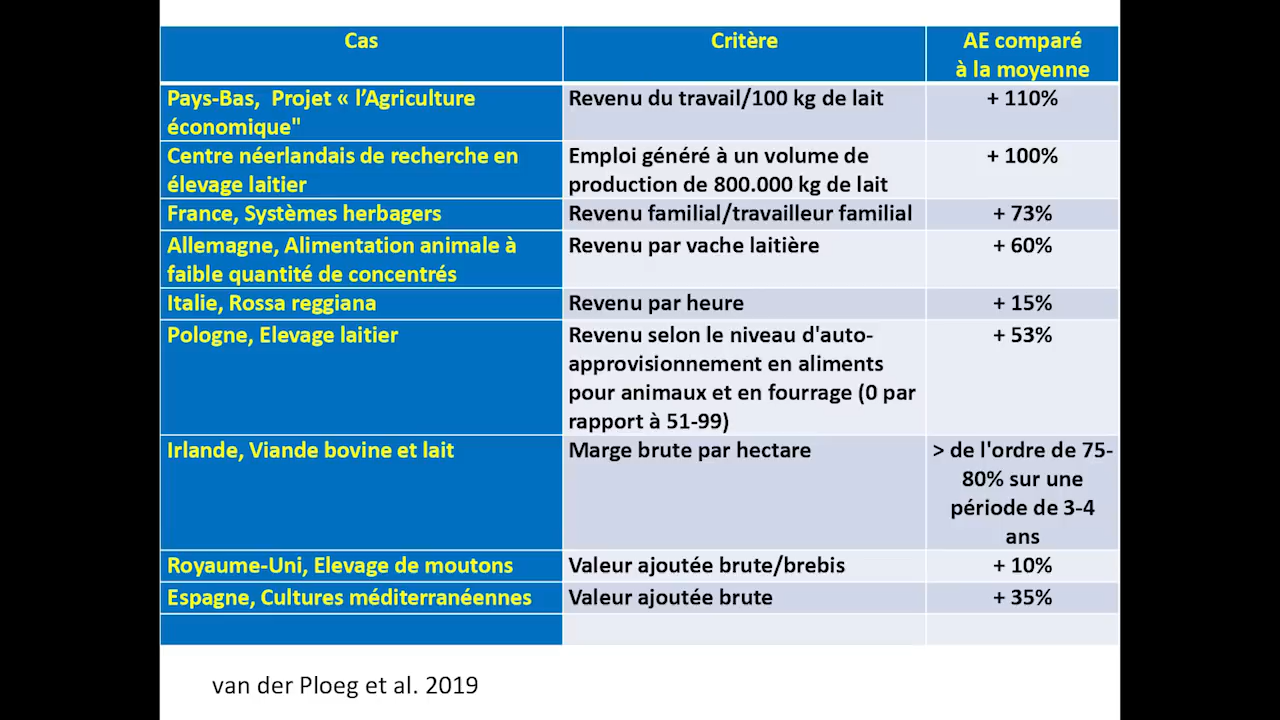 Cas
Critère
AE comparé
à la moyenne
Pays-Bas, Projet « l’Agriculture
économique"
Revenu du travail/100 kg de lait
+ 110%
Centre néerlandais de recherche en
élevage laitier
Emploi généré à un volume de
production de 800.000 kg de lait
+ 100%
France, Systèmes herbagers
Revenu familial/travailleur familial
+ 73%
Allemagne, Alimentation animale à
faible quantité de concentrés
Revenu par vache laitière
+ 60%
Italie, Rossa reggiana
Revenu par heure
+ 15%
Pologne, Elevage laitier
Revenu selon le niveau d'auto-
approvisionnement en aliments
pour animaux et en fourrage (0 par
rapport à 51-99)
+ 53%
Irlande, Viande bovine et lait
Marge brute par hectare
> de l'ordre de 75-
80% sur une
période de 3-4
ans
Royaume-Uni, Elevage de moutons
Valeur ajoutée brute/brebis
+ 10%
Espagne, Cultures méditerranéennes
Valeur ajoutée brute
+ 35%
van der Ploeg et al. 2019